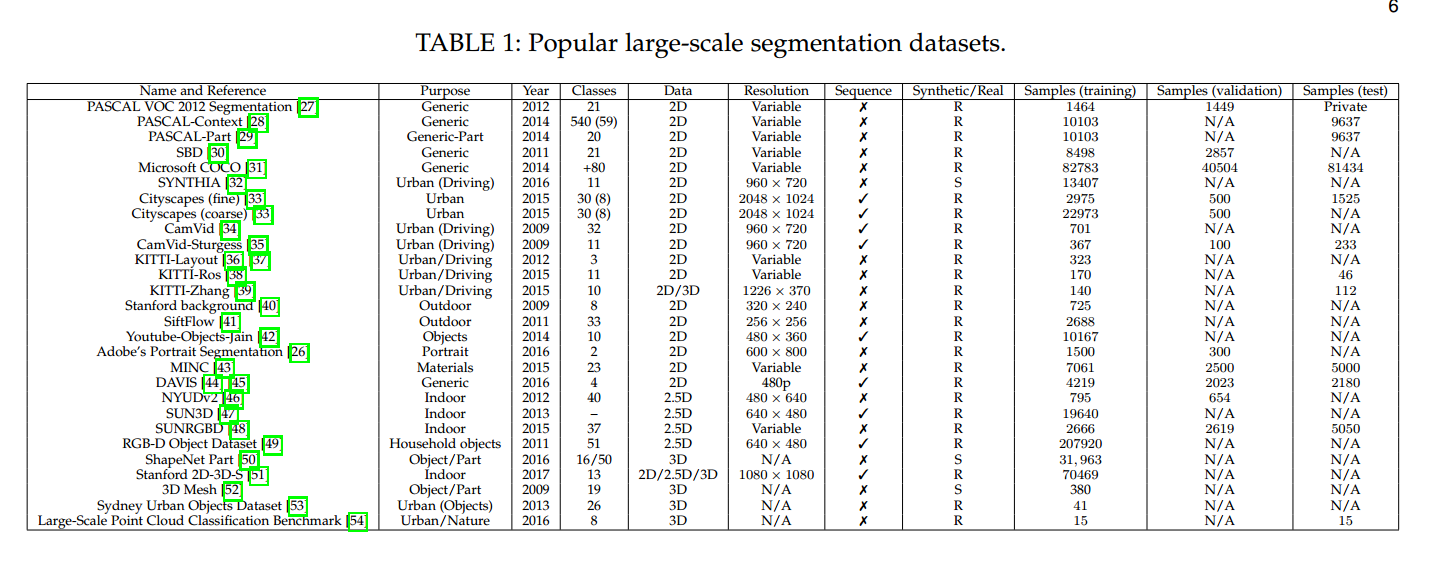 6
TABLE 1: Popular large-scale segmentation datasets.
Name and Reference Purpose Year Classes Data Resolution Sequence Synthetic/Real Samples (training) Samples (validation) Samples (test)
PASCAL VOC 2012 Segmentation [27] Generic 2012 21 2D Variable ✗ R 1464 1449 Private
PASCAL-Context [28] Generic 2014 540 (59) 2D Variable ✗ R 10103 N/A 9637
PASCAL-Part [29] Generic-Part 2014 20 2D Variable ✗ R 10103 N/A 9637
SBD [30] Generic 2011 21 2D Variable ✗ R 8498 2857 N/A
Microsoft COCO [31] Generic 2014 +80 2D Variable ✗ R 82783 40504 81434
SYNTHIA [32] Urban (Driving) 2016 11 2D 960 × 720 ✗ S 13407 N/A N/A
Cityscapes (fine) [33] Urban 2015 30 (8) 2D 2048 × 1024 ✓ R 2975 500 1525
Cityscapes (coarse) [33] Urban 2015 30 (8) 2D 2048 × 1024 ✓ R 22973 500 N/A
CamVid [34] Urban (Driving) 2009 32 2D 960 × 720 ✓ R 701 N/A N/A
CamVid-Sturgess [35] Urban (Driving) 2009 11 2D 960 × 720 ✓ R 367 100 233
KITTI-Layout [36] [37] Urban/Driving 2012 3 2D Variable ✗ R 323 N/A N/A
KITTI-Ros [38] Urban/Driving 2015 11 2D Variable ✗ R 170 N/A 46
KITTI-Zhang [39] Urban/Driving 2015 10 2D/3D 1226 × 370 ✗ R 140 N/A 112
Stanford background [40] Outdoor 2009 8 2D 320 × 240 ✗ R 725 N/A N/A
SiftFlow [41] Outdoor 2011 33 2D 256 × 256 ✗ R 2688 N/A N/A
Youtube-Objects-Jain [42] Objects 2014 10 2D 480 × 360 ✓ R 10167 N/A N/A
Adobe's Portrait Segmentation [26] Portrait 2016 2 2D 600 × 800 ✗ R 1500 300 N/A
MINC [43] Materials 2015 23 2D Variable ✗ R 7061 2500 5000
DAVIS [44] [45] Generic 2016 4 2D 480p ✓ R 4219 2023 2180
NYUDv2 [46] Indoor 2012 40 2.5D 480 × 640 ✗ R 795 654 N/A
SUN3D [47] Indoor 2013 – 2.5D 640 × 480 ✓ R 19640 N/A N/A
SUNRGBD [48] Indoor 2015 37 2.5D Variable ✗ R 2666 2619 5050
RGB-D Object Dataset [49] Household objects 2011 51 2.5D 640 × 480 ✓ R 207920 N/A N/A
ShapeNet Part [50] Object/Part 2016 16/50 3D N/A ✗ S 31,963 N/A N/A
Stanford 2D-3D-S [51] Indoor 2017 13 2D/2.5D/3D 1080 × 1080 ✓ R 70469 N/A N/A
3D Mesh [52] Object/Part 2009 19 3D N/A ✗ S 380 N/A N/A
Sydney Urban Objects Dataset [53] Urban (Objects) 2013 26 3D N/A ✗ R 41 N/A N/A
Large-Scale Point Cloud Classification Benchmark [54] Urban/Nature 2016 8 3D N/A ✗ R 15 N/A 15